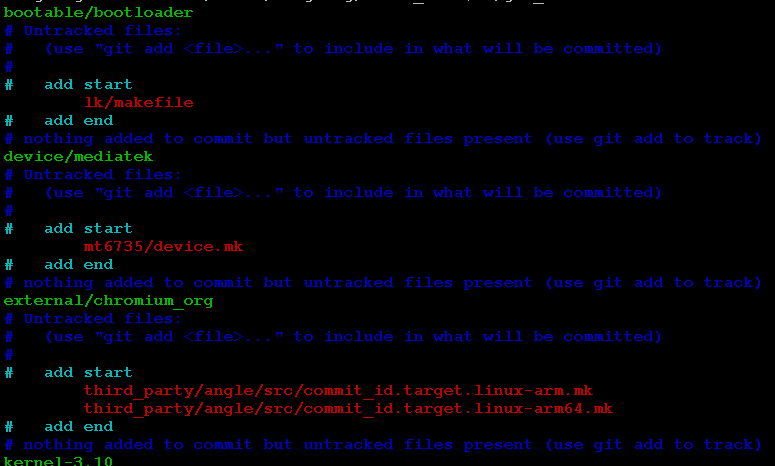 bootable/bootloader
# Untracked files:
#   (use "git add <file>..." to include in what will be committed)
#
#   add start
        lk/makefile
#   add end
# nothing added to commit but untracked files present (use git add to track)
device/mediatek
# Untracked files:
#   (use "git add <file>..." to include in what will be committed)
#
#   add start
        mt6735/device.mk
#   add end
# nothing added to commit but untracked files present (use git add to track)
external/chromium_org
# Untracked files:
#   (use "git add <file>..." to include in what will be committed)
#
#   add start
        third_party/angle/src/commit_id.target.linux-arm.mk
        third_party/angle/src/commit_id.target.linux-arm64.mk
#   add end
# nothing added to commit but untracked files present (use git add to track)
kernel-3.10